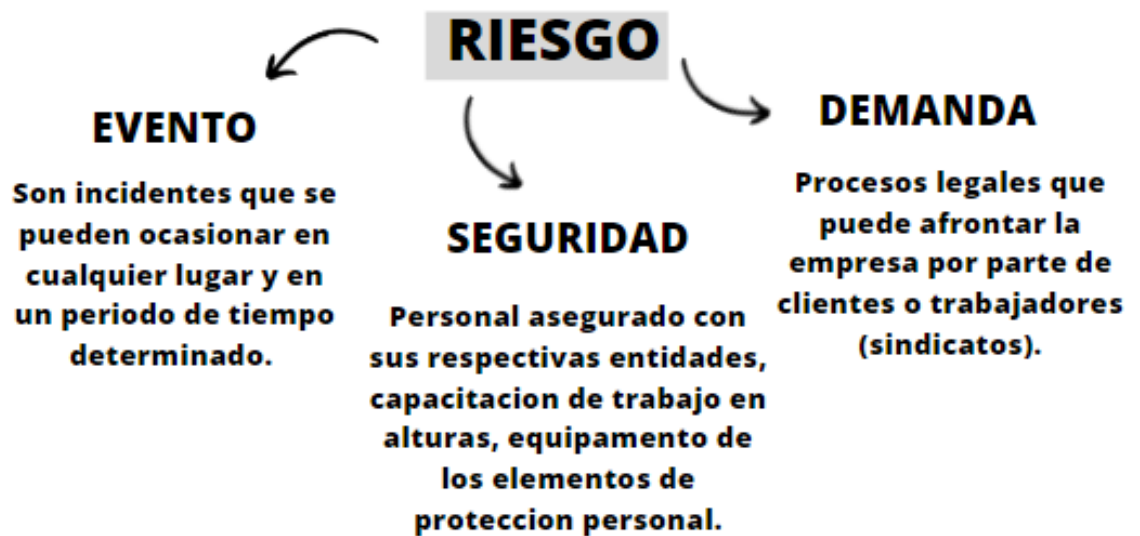 RIESGO
EVENTO
Son incidentes que se
pueden ocasionar en
cualquier lugar y en
un periodo de tiempo
determinado.
SEGURIDAD
Personal asegurado con
sus respectivas entidades,
capacitacion de trabajo en
alturas, equipamento de
los elementos de
proteccion personal.
DEMANDA
Procesos legales que
puede afrontar la
empresa por parte de
clientes o trabajadores
(sindicatos).